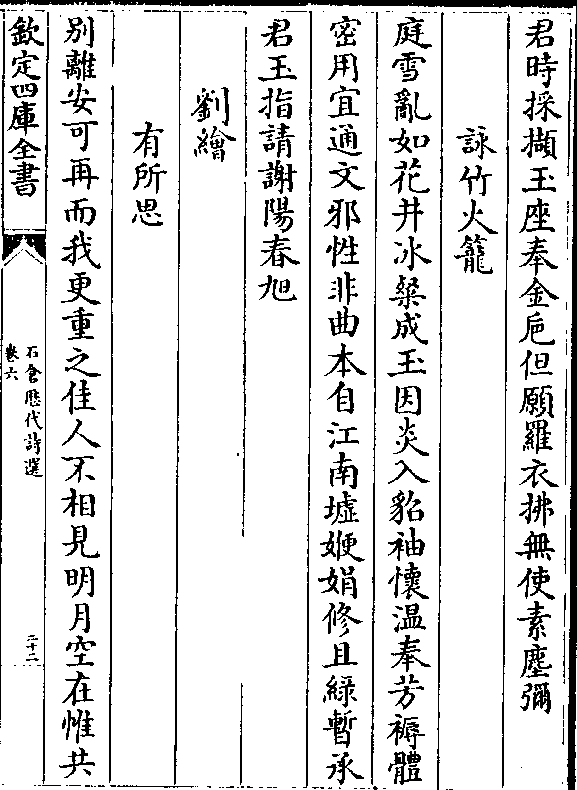 君時採擷玉座奉金巵但願羅衣拂無使素塵彌
詠竹火籠
庭雪亂如花井冰粲成玉因炎入貂袖懷温奉芳褥體
密用宜通文邪性非曲本自江南墟㛹娟修且綠暫承
君玉指請謝陽春旭
劉繪
有所思
別離安可再而我更重之佳人不相見明月空在帷共
欽定四庫全書
石倉歷代詩選
卷六
二十二